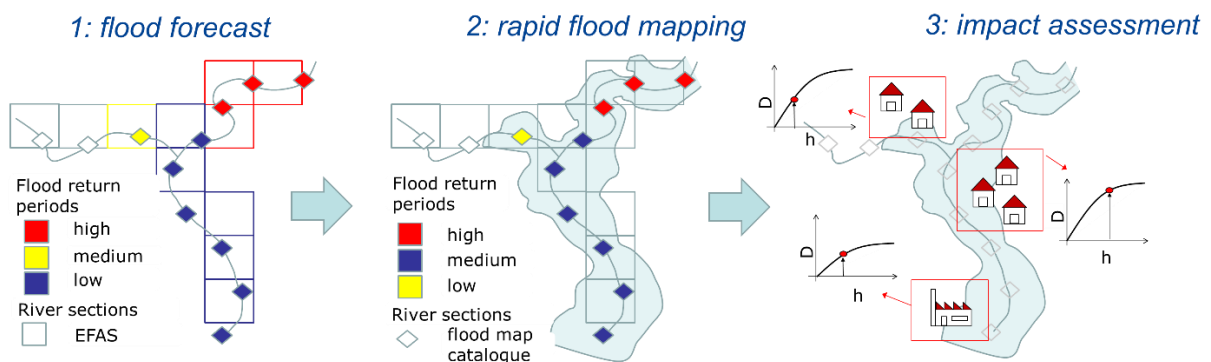 1: flood forecast
2: rapid flood mapping
3: impact assessment
Flood return
periods
high
medium
low
River sections
EFAS
Flood return
periods
high
medium
low
River sections
flood map
catalogue
D
h
D
h
D
h